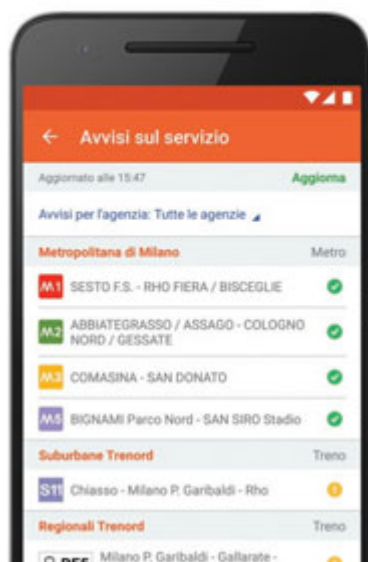 Avvisi sul servizio
Aggiornato alle 15:47 Aggiorna
Avvisi per l'agenzia: Tutte le agenzie
Metropolitana di Milano Metro
M1 SESTO F.S. - RHO FIERA / BISCEGLIE
M2 ABBIATEGRASSO / ASSAGO - COLOGNO
NORD / GESSATE
M3 COMASINA - SAN DONATO
M5 BIGNAMI Parco Nord - SAN SIRO Stadio
Suburbane Trenord Treno
S11 Chiasso - Milano P. Garibaldi - Rho
Regionali Trenord Treno
Milano P. Garibaldi - Gallarate -